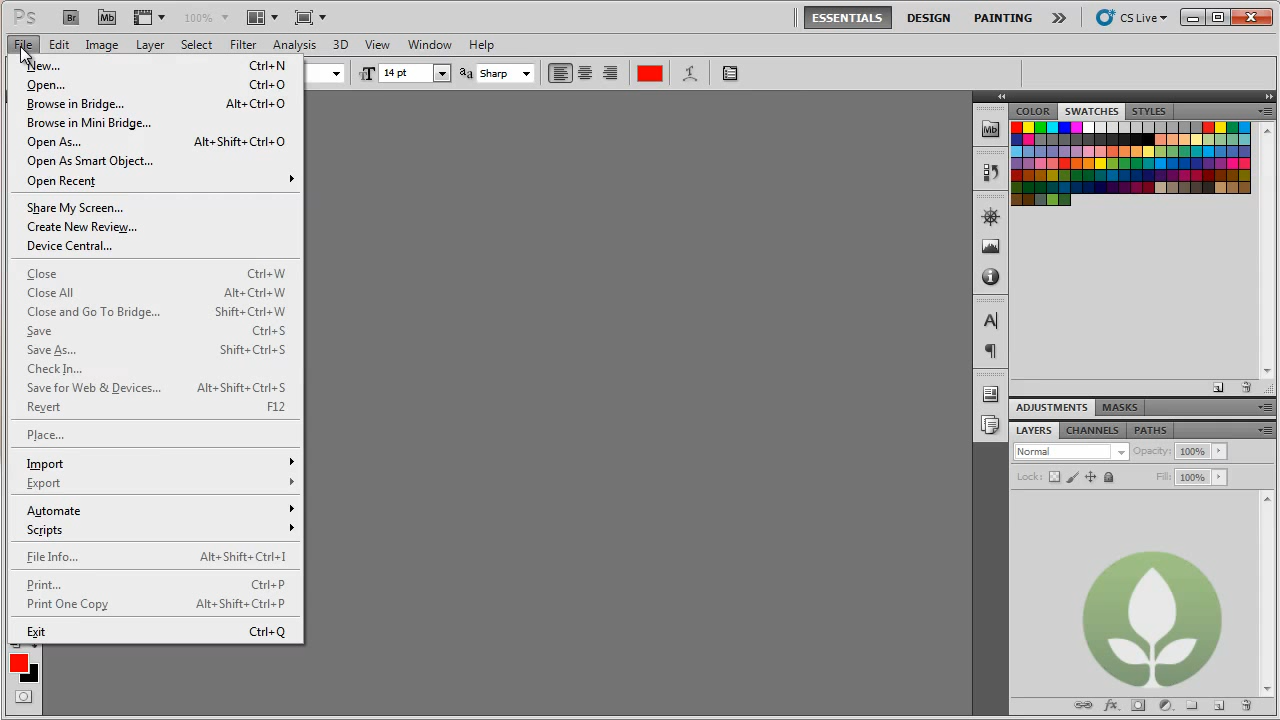 Ps Br Mb 100% ESSENTIALS DESIGN PAINTING CS Live
File Edit Image Layer Select Filter Analysis 3D View Window Help
14 pt aa Sharp
New... Ctrl+N
Open... Ctrl+O
Browse in Bridge... Alt+Ctrl+O
Browse in Mini Bridge...
Open As... Alt+Shift+Ctrl+O
Open As Smart Object...
Open Recent
Share My Screen...
Create New Review...
Device Central...
Close Ctrl+W
Close All Alt+Ctrl+W
Close and Go To Bridge... Shift+Ctrl+W
Save Ctrl+S
Save As... Shift+Ctrl+S
Check In...
Save for Web & Devices... Alt+Shift+Ctrl+S
Revert F12
Place...
Import
Export
Automate
Scripts
File Info... Alt+Shift+Ctrl+I
Print... Ctrl+P
Print One Copy Alt+Shift+Ctrl+P
Exit Ctrl+Q
Mb
COLOR SWATCHES STYLES
ADJUSTMENTS MASKS
LAYERS CHANNELS PATHS
Normal Opacity: 100%
Lock: Fill: 100%
fx